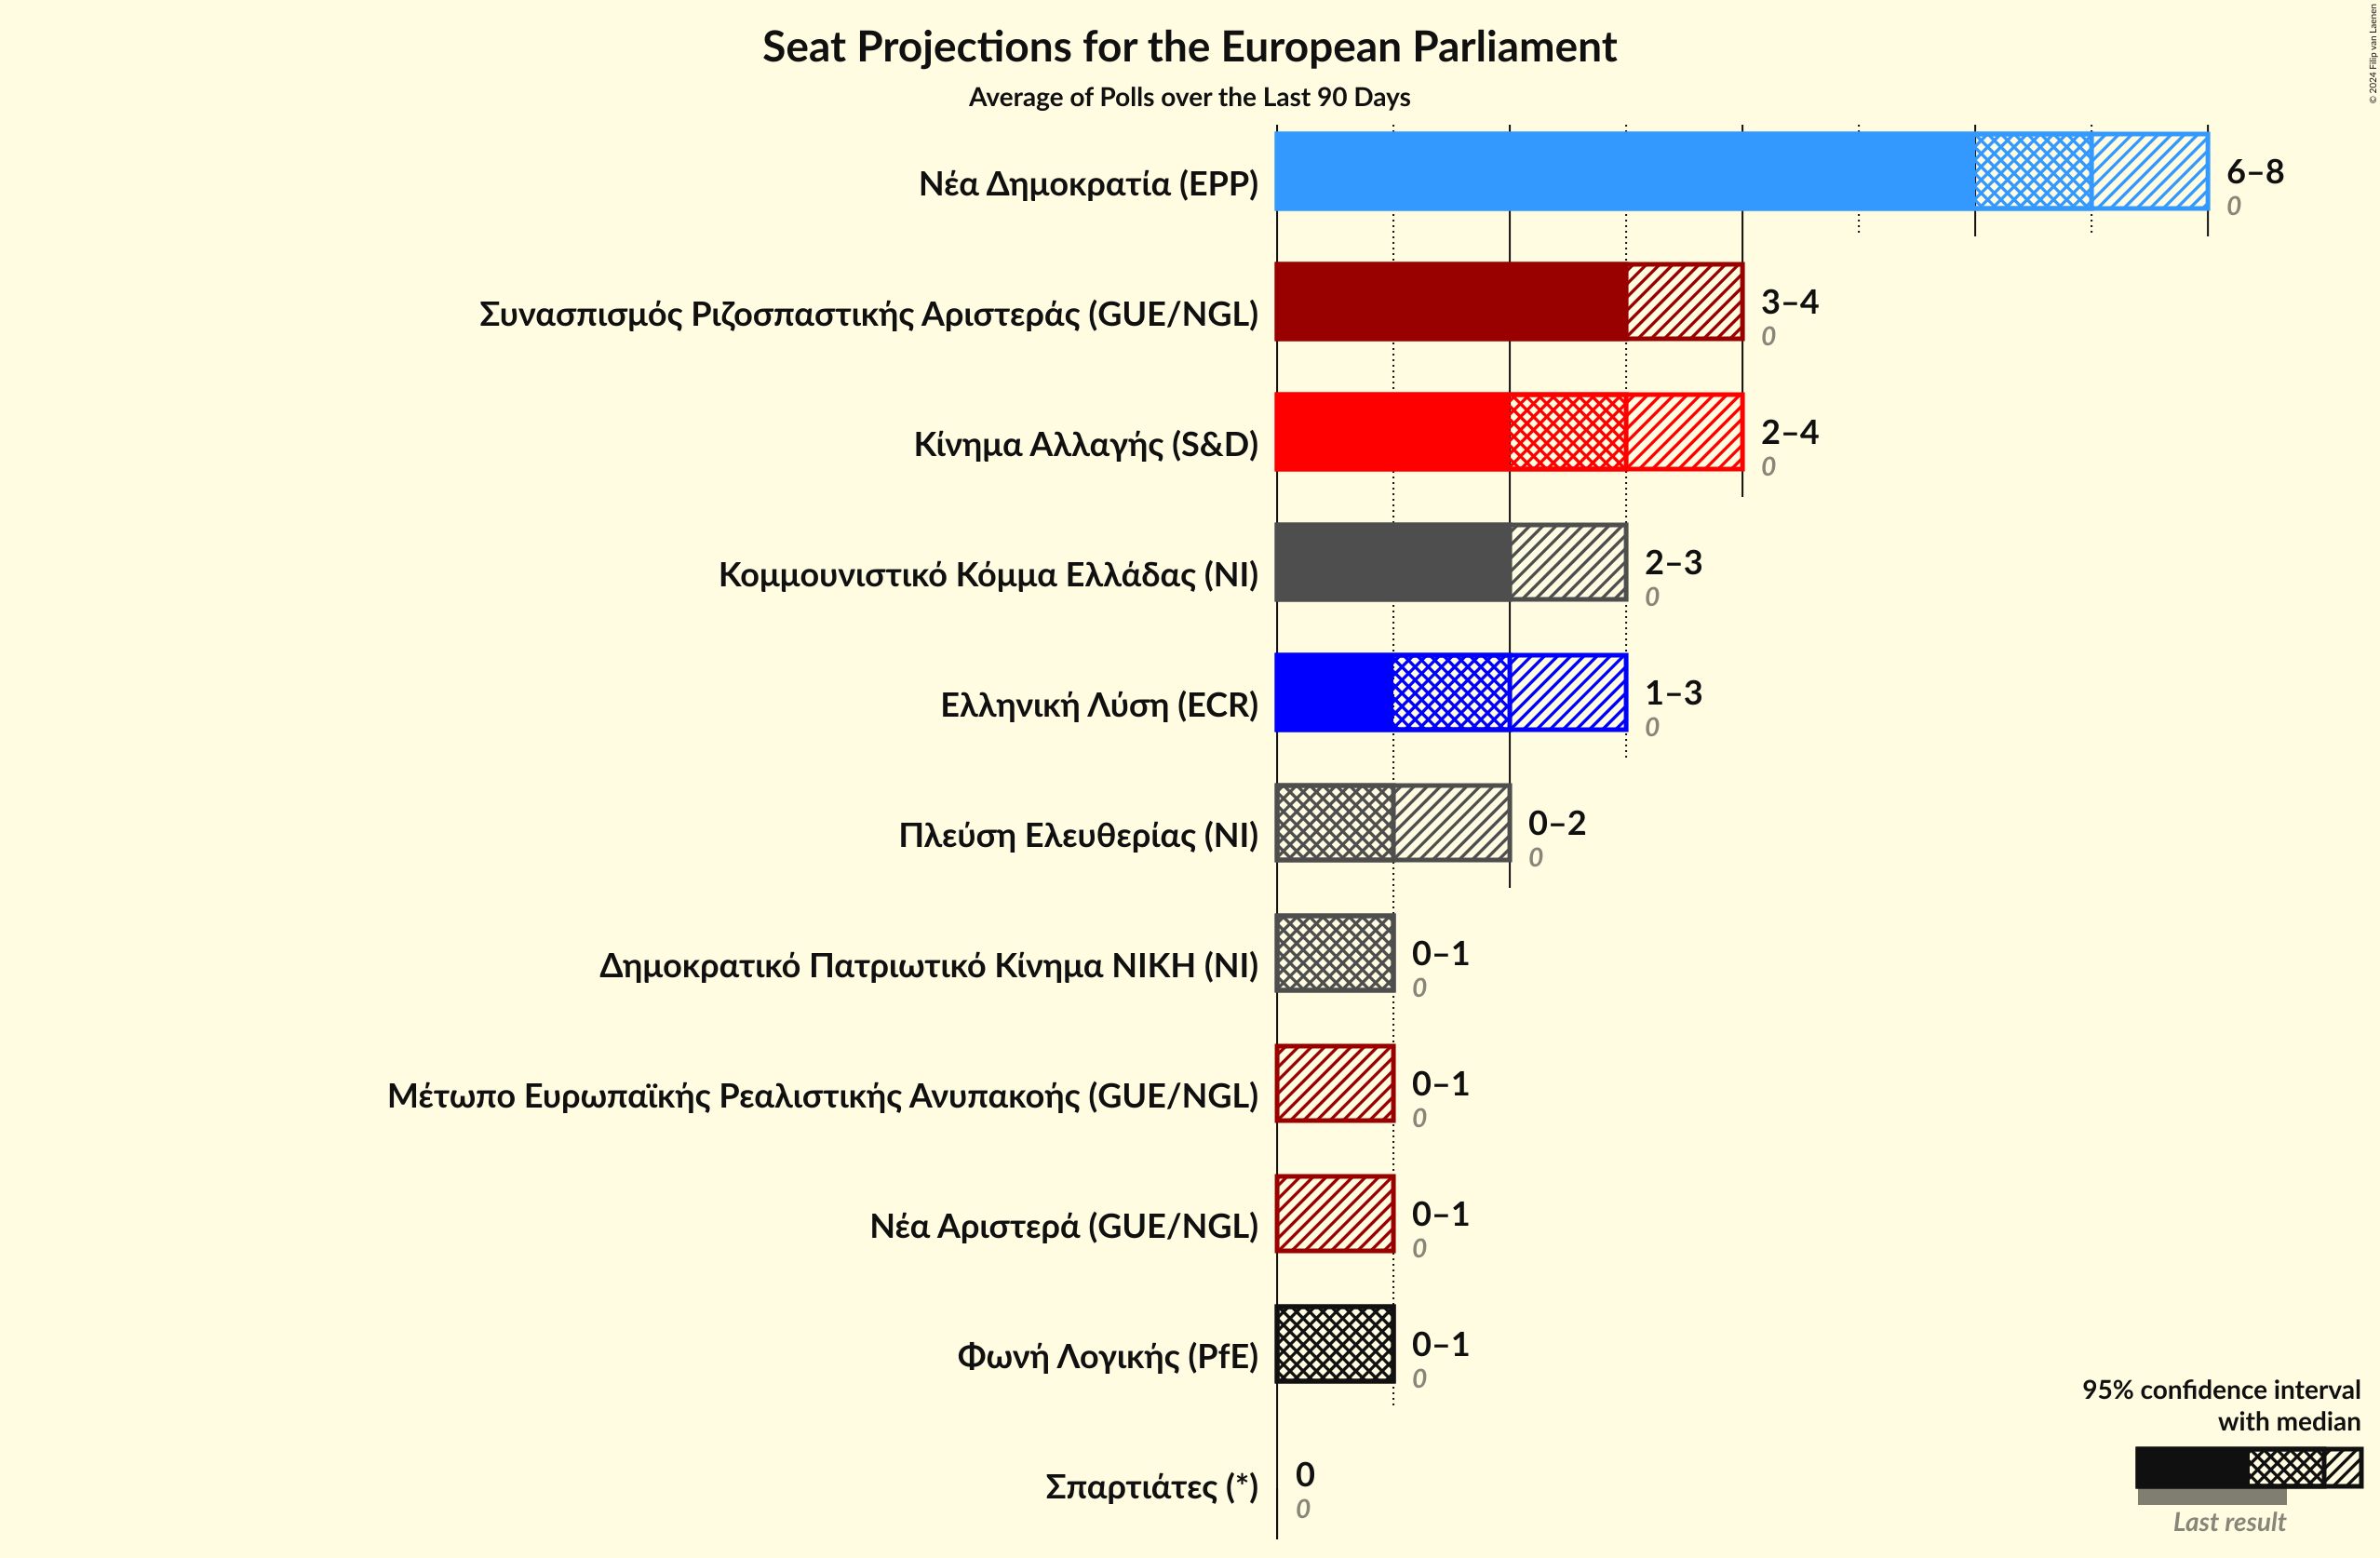 Seat Projections for the European Parliament
Average of Polls over the Last 90 Days
© 2024 Filip van Laenen
Νέα Δημοκρατία (EPP)
6–8
0
Συνασπισμός Ριζοσπαστικής Αριστεράς (GUE/NGL)
3–4
0
Κίνημα Αλλαγής (S&D)
2–4
0
Κομμουνιστικό Κόμμα Ελλάδας (NI)
2–3
0
Ελληνική Λύση (ECR)
1–3
0
Πλεύση Ελευθερίας (NI)
0–2
0
Δημοκρατικό Πατριωτικό Κίνημα ΝΙΚΗ (NI)
0–1
0
Μέτωπο Ευρωπαϊκής Ρεαλιστικής Ανυπακοής (GUE/NGL)
0–1
0
Νέα Αριστερά (GUE/NGL)
0–1
0
Φωνή Λογικής (PfE)
0–1
0
Σπαρτιάτες (*)
0
0
95% confidence interval
with median
Last result